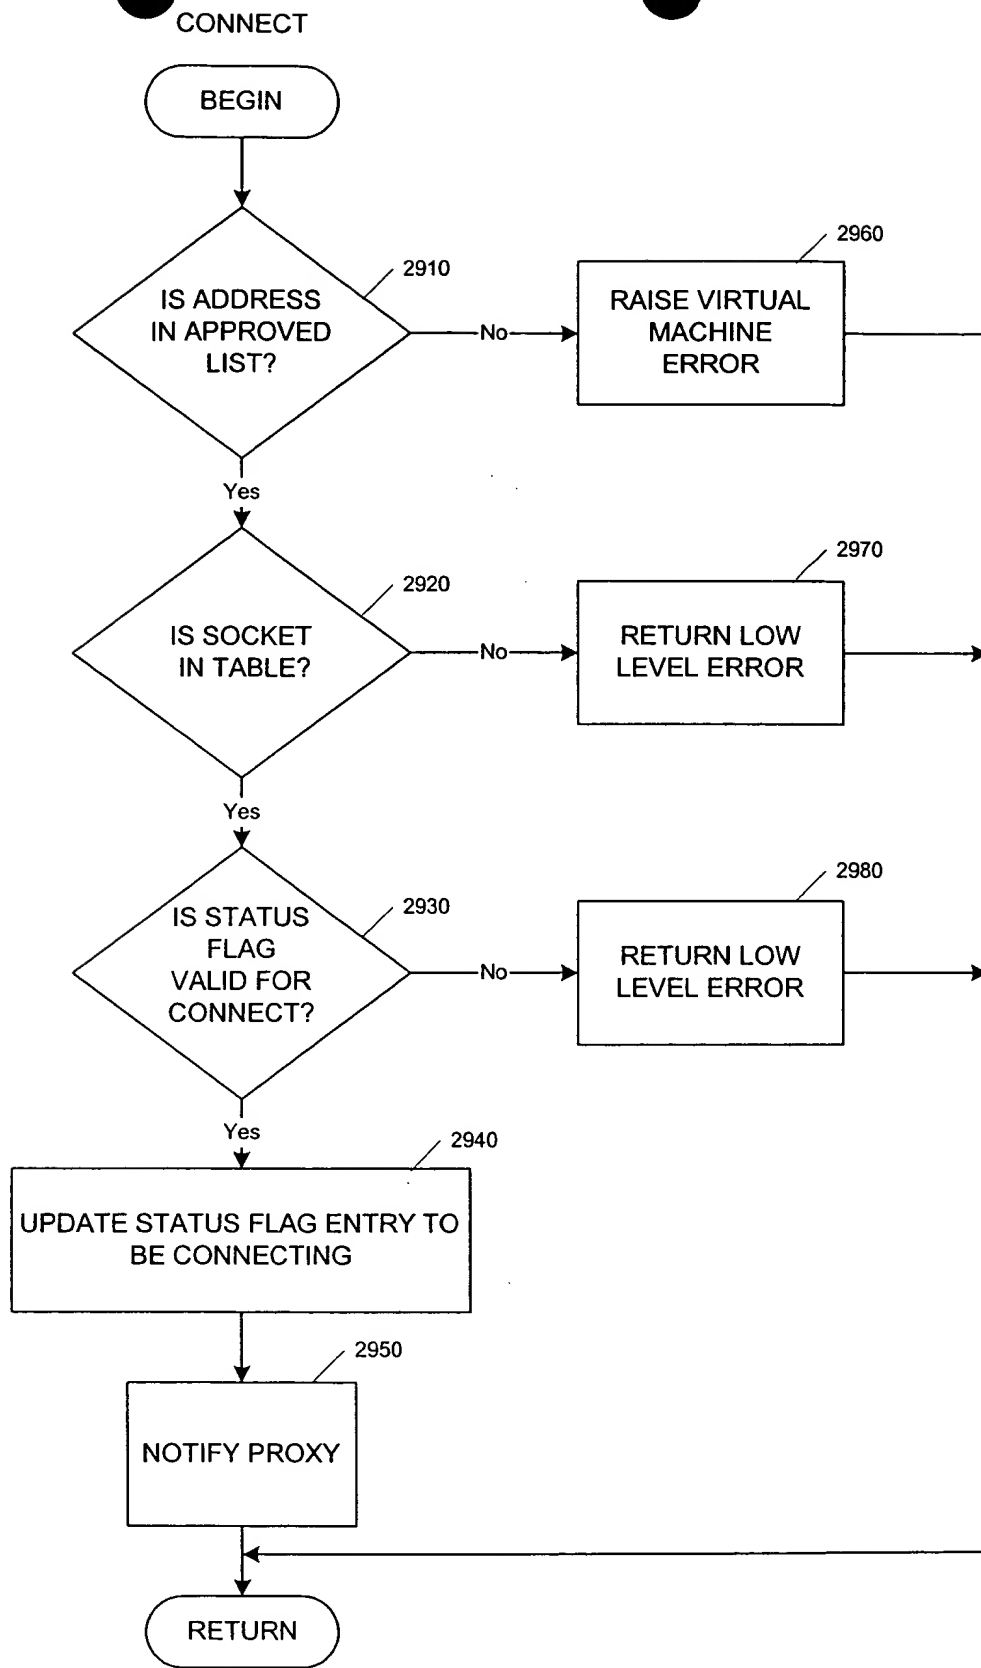 CONNECT
BEGIN
2910
IS ADDRESS
IN APPROVED
LIST?
No
2960
RAISE VIRTUAL
MACHINE
ERROR
Yes
2920
IS SOCKET
IN TABLE?
No
2970
RETURN LOW
LEVEL ERROR
Yes
2930
IS STATUS
FLAG
VALID FOR
CONNECT?
No
2980
RETURN LOW
LEVEL ERROR
Yes
2940
UPDATE STATUS FLAG ENTRY TO
BE CONNECTING
2950
NOTIFY PROXY
RETURN